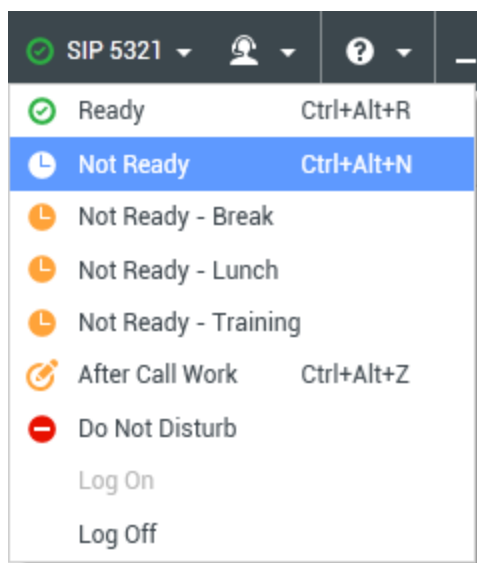 SIP 5321
Ready Ctrl+Alt+R
Not Ready Ctrl+Alt+N
Not Ready - Break
Not Ready - Lunch
Not Ready - Training
After Call Work Ctrl+Alt+Z
Do Not Disturb
Log On
Log Off